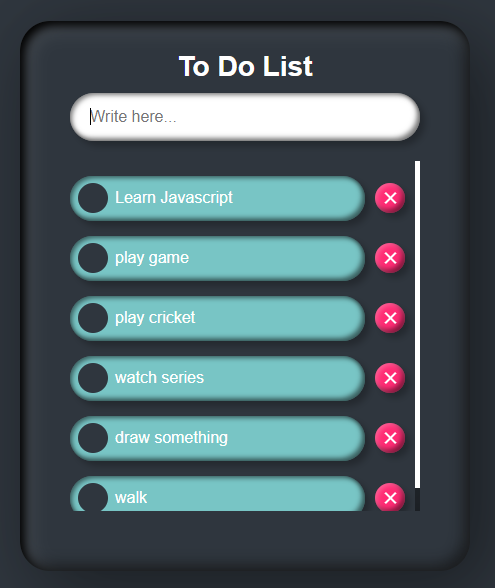 To Do List
Write here...
Learn Javascript
play game
play cricket
watch series
draw something
walk